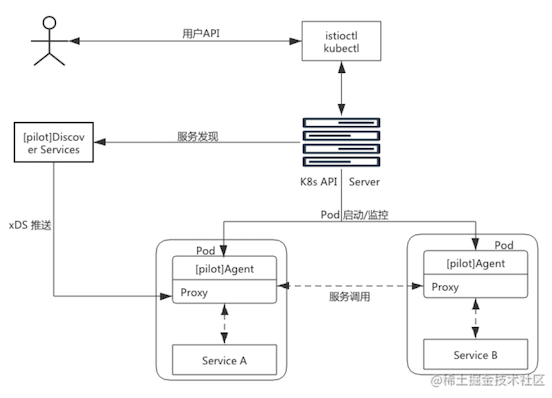 用户API
istioctl
kubectl
[pilot]Discov
er Services
服务发现
K8s API Server
xDS 推送
Pod 启动/监控
Pod
[pilot]Agent
Proxy
Service A
服务调用
Pod
[pilot]Agent
Proxy
Service B
@稀土掘金技术社区